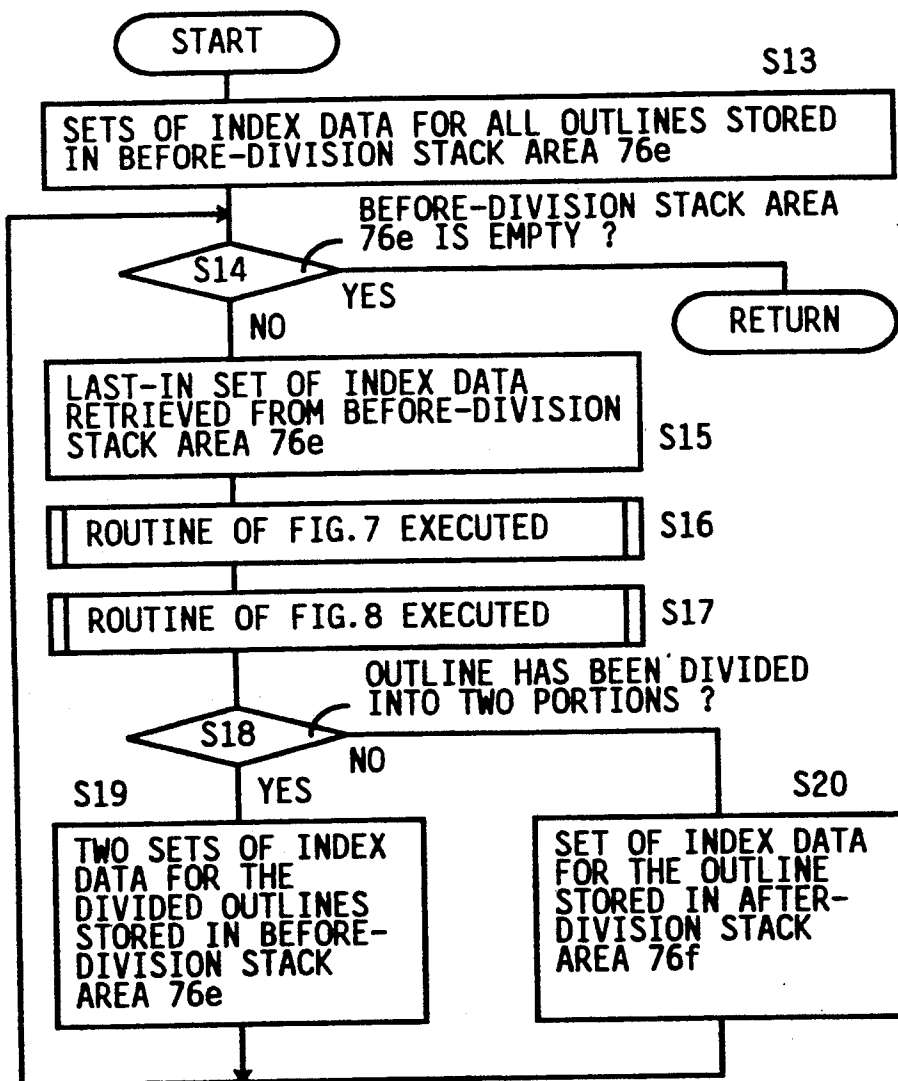 START
S13
SETS OF INDEX DATA FOR ALL OUTLINES STORED
IN BEFORE-DIVISION STACK AREA 76e
BEFORE-DIVISION STACK AREA
76e IS EMPTY ?
S14
YES
NO
RETURN
LAST-IN SET OF INDEX DATA
RETRIEVED FROM BEFORE-DIVISION
STACK AREA 76e
S15
ROUTINE OF FIG.7 EXECUTED
S16
ROUTINE OF FIG.8 EXECUTED
S17
OUTLINE HAS BEEN DIVIDED
INTO TWO PORTIONS ?
S18
NO
YES
S19
TWO SETS OF INDEX
DATA FOR THE
DIVIDED OUTLINES
STORED IN BEFORE-
DIVISION STACK
AREA 76e
S20
SET OF INDEX DATA
FOR THE OUTLINE
STORED IN AFTER-
DIVISION STACK
AREA 76f